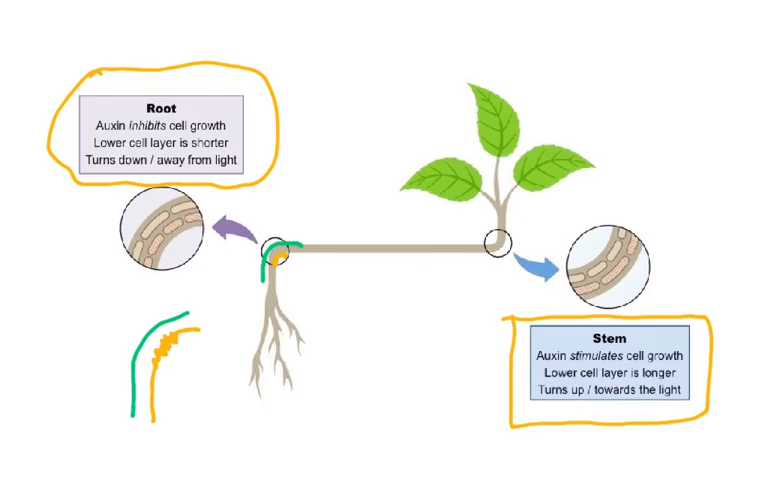 Root
Auxin inhibits cell growth
Lower cell layer is shorter
Turns down / away from light
Stem
Auxin stimulates cell growth
Lower cell layer is longer
Turns up / towards the light